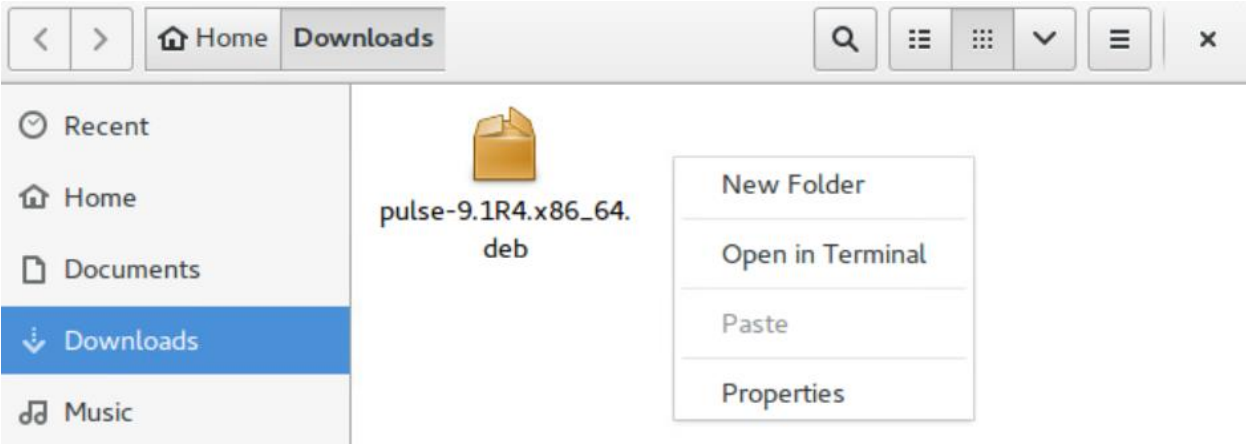 Home Downloads
Recent
Home
Documents
Downloads
Music
pulse-9.1R4.x86_64.
deb
New Folder
Open in Terminal
Paste
Properties